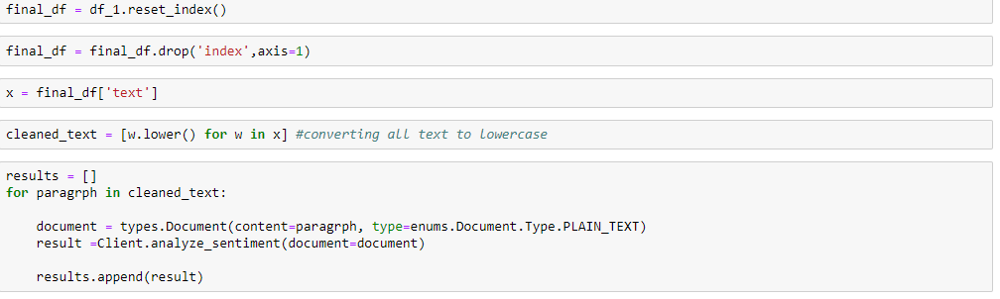 final_df = df_1.reset_index()
final_df = final_df.drop('index',axis=1)
x = final_df['text']
cleaned_text = [w.lower() for w in x] #converting all text to lowercase
results = []
for paragrph in cleaned_text:
    document = types.Document(content=paragrph, type=enums.Document.Type.PLAIN_TEXT)
    result =Client.analyze_sentiment(document=document)
    results.append(result)